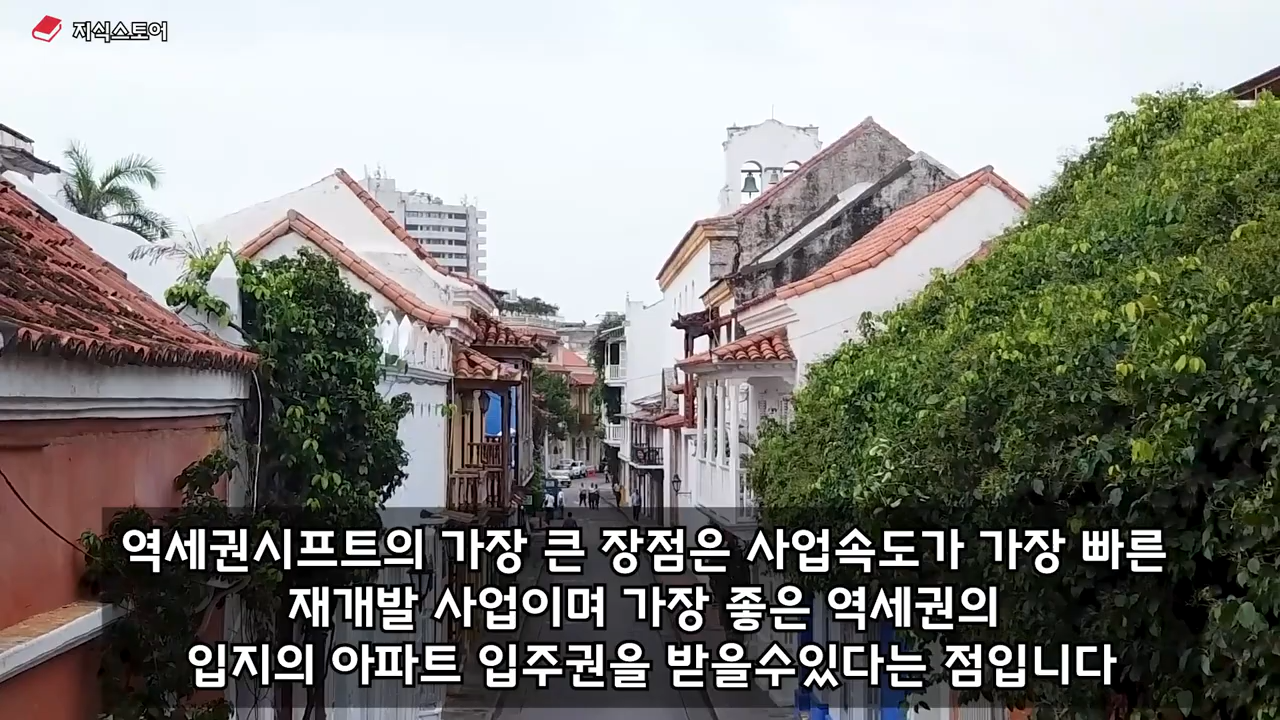 지식스토어
역세권시프트의 가장 큰 장점은 사업속도가 가장 빠른
재개발 사업이며 가장 좋은 역세권의
입지의 아파트 입주권을 받을수있다는 점입니다